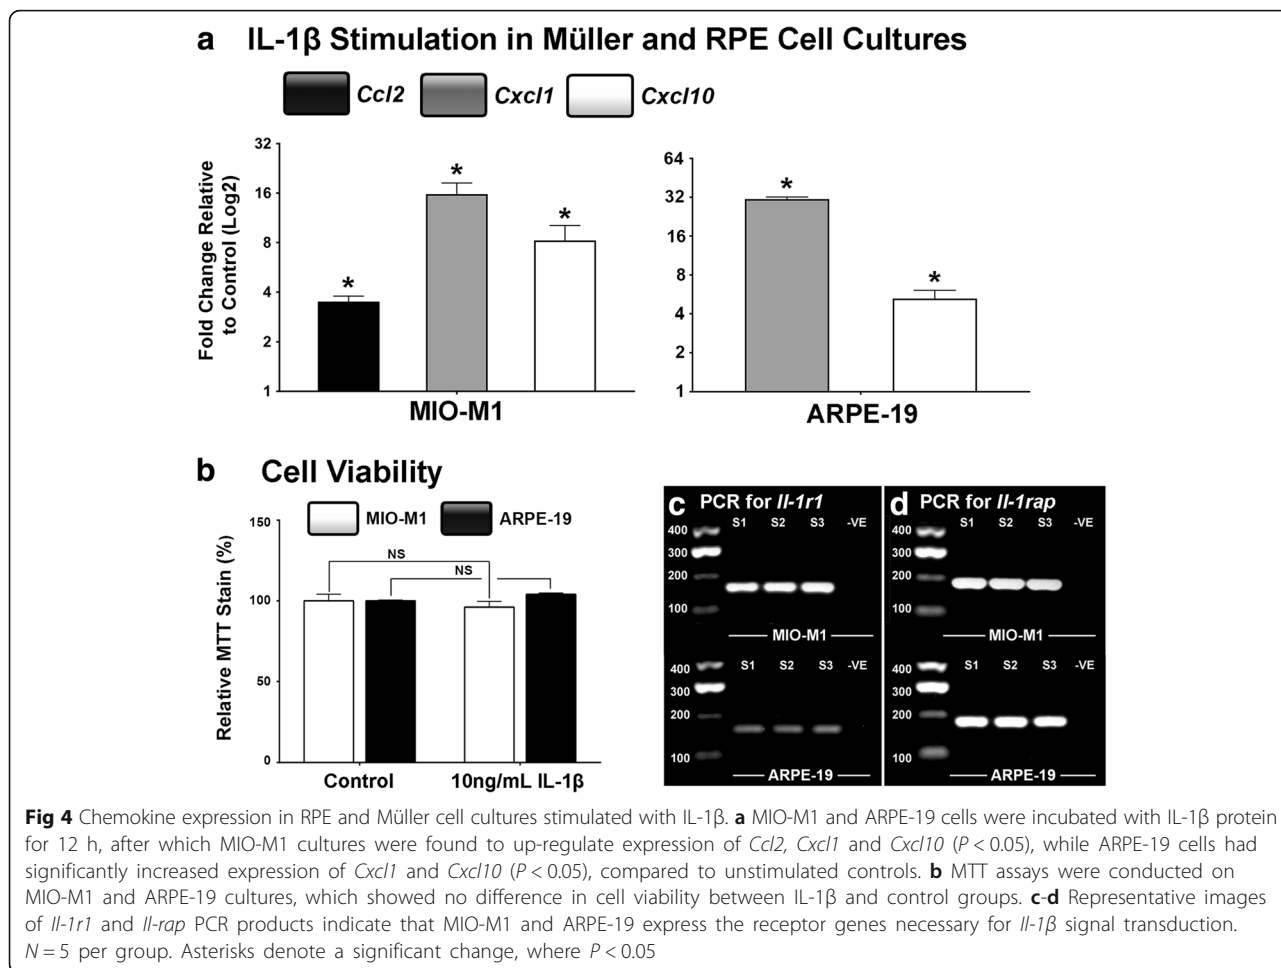 a IL-1β Stimulation in Müller and RPE Cell Cultures
Ccl2 Cxcl1 Cxcl10
Fold Change Relative
to Control (Log2)
32
16
8
4
2
1
*
*
*
MIO-M1
64
32
16
8
4
2
1
*
*
ARPE-19
b Cell Viability
MIO-M1 ARPE-19
Relative MTT Stain (%)
150
100
50
0
NS
NS
Control 10ng/mL IL-1β
c PCR for Il-1r1
S1 S2 S3 -VE
400
300
200
100
MIO-M1
S1 S2 S3 -VE
400
300
200
100
ARPE-19
d PCR for Il-1rap
S1 S2 S3 -VE
400
300
200
100
MIO-M1
S1 S2 S3 -VE
400
300
200
100
ARPE-19
Fig 4 Chemokine expression in RPE and Müller cell cultures stimulated with IL-1β. a MIO-M1 and ARPE-19 cells were incubated with IL-1β protein
for 12 h, after which MIO-M1 cultures were found to up-regulate expression of Ccl2, Cxcl1 and Cxcl10 (P < 0.05), while ARPE-19 cells had
significantly increased expression of Cxcl1 and Cxcl10 (P < 0.05), compared to unstimulated controls. b MTT assays were conducted on
MIO-M1 and ARPE-19 cultures, which showed no difference in cell viability between IL-1β and control groups. c-d Representative images
of Il-1r1 and Il-rap PCR products indicate that MIO-M1 and ARPE-19 express the receptor genes necessary for Il-1β signal transduction.
N = 5 per group. Asterisks denote a significant change, where P < 0.05